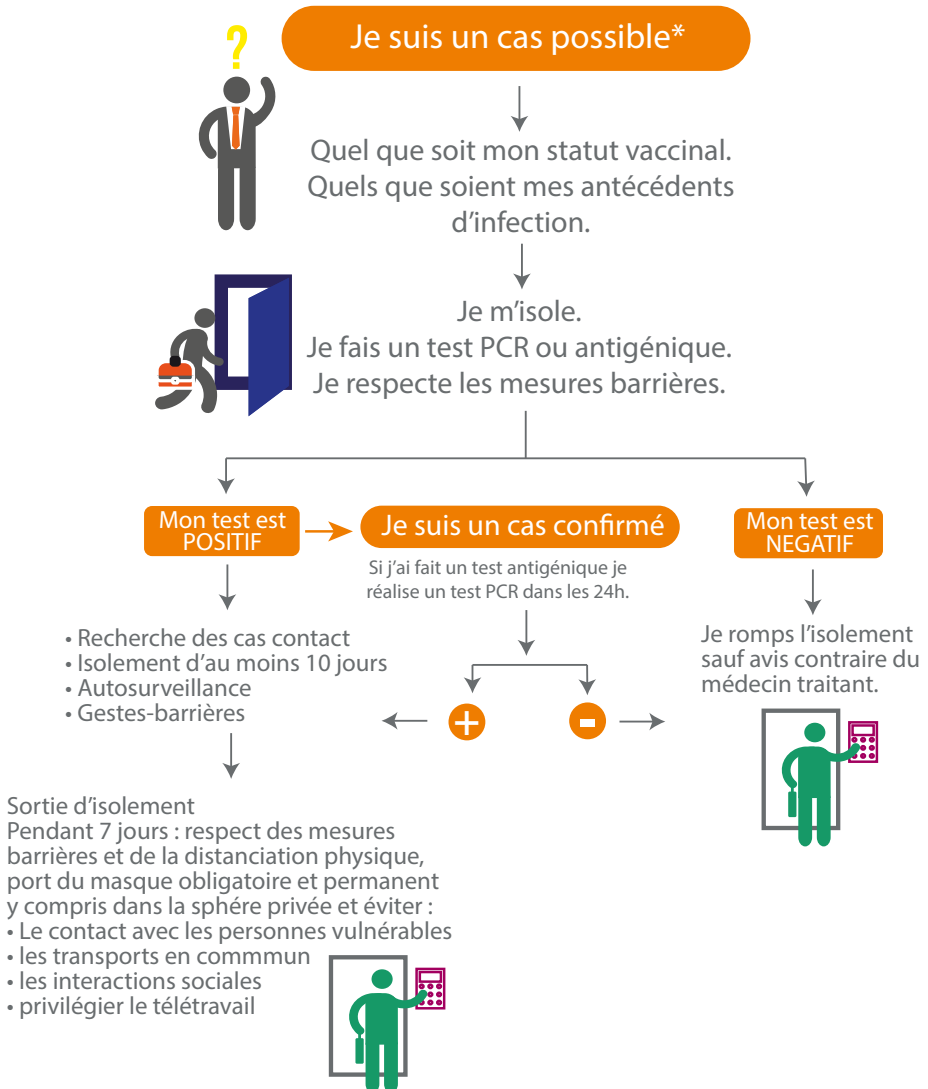 ?
Je suis un cas possible*
Quel que soit mon statut vaccinal.
Quels que soient mes antécédents
d'infection.
Je m'isole.
Je fais un test PCR ou antigénique.
Je respecte les mesures barrières.
Mon test est
POSITIF
Je suis un cas confirmé
Si j'ai fait un test antigénique je
réalise un test PCR dans les 24h.
+
-
Mon test est
NEGATIF
Je romps l'isolement
sauf avis contraire du
médecin traitant.
• Recherche des cas contact
• Isolement d'au moins 10 jours
• Autosurveillance
• Gestes-barrières
Sortie d'isolement
Pendant 7 jours : respect des mesures
barrières et de la distanciation physique,
port du masque obligatoire et permanent
y compris dans la sphére privée et éviter :
• Le contact avec les personnes vulnérables
• les transports en commmun
• les interactions sociales
• privilégier le télétravail